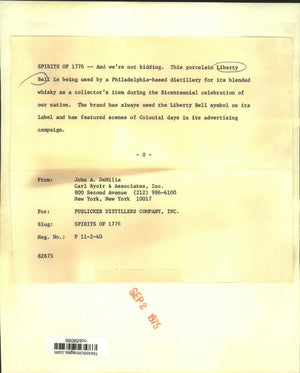 SPIRITS OF 1776 -- And we're not kidding. This porcelain Liberty
Bell is being used by a Philadelphia-based distillery for its blended
whisky as a collector's item during the Bicentennial celebration of
our nation. The brand has always used the Liberty Bell symbol on its
label and has featured scenes of Colonial days in its advertising
campaign.
- 0 -
From: John A. DeMilia
Carl Byoir & Associates, Inc.
800 Second Avenue (212) 986-6100
New York, New York 10017
For: PUBLICKER DISTILLERS COMPANY, INC.
Slug: SPIRITS OF 1776
Neg. No.: F 11-2-40
82875
SEP 2 1975
historicimages.com